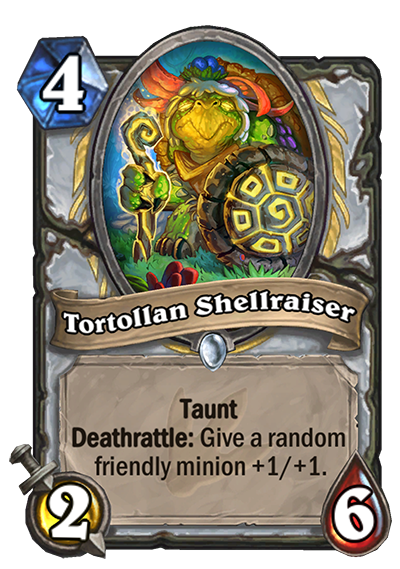 4
Tortollan Shellraiser
Taunt
Deathrattle: Give a random
friendly minion +1/+1.
2
6